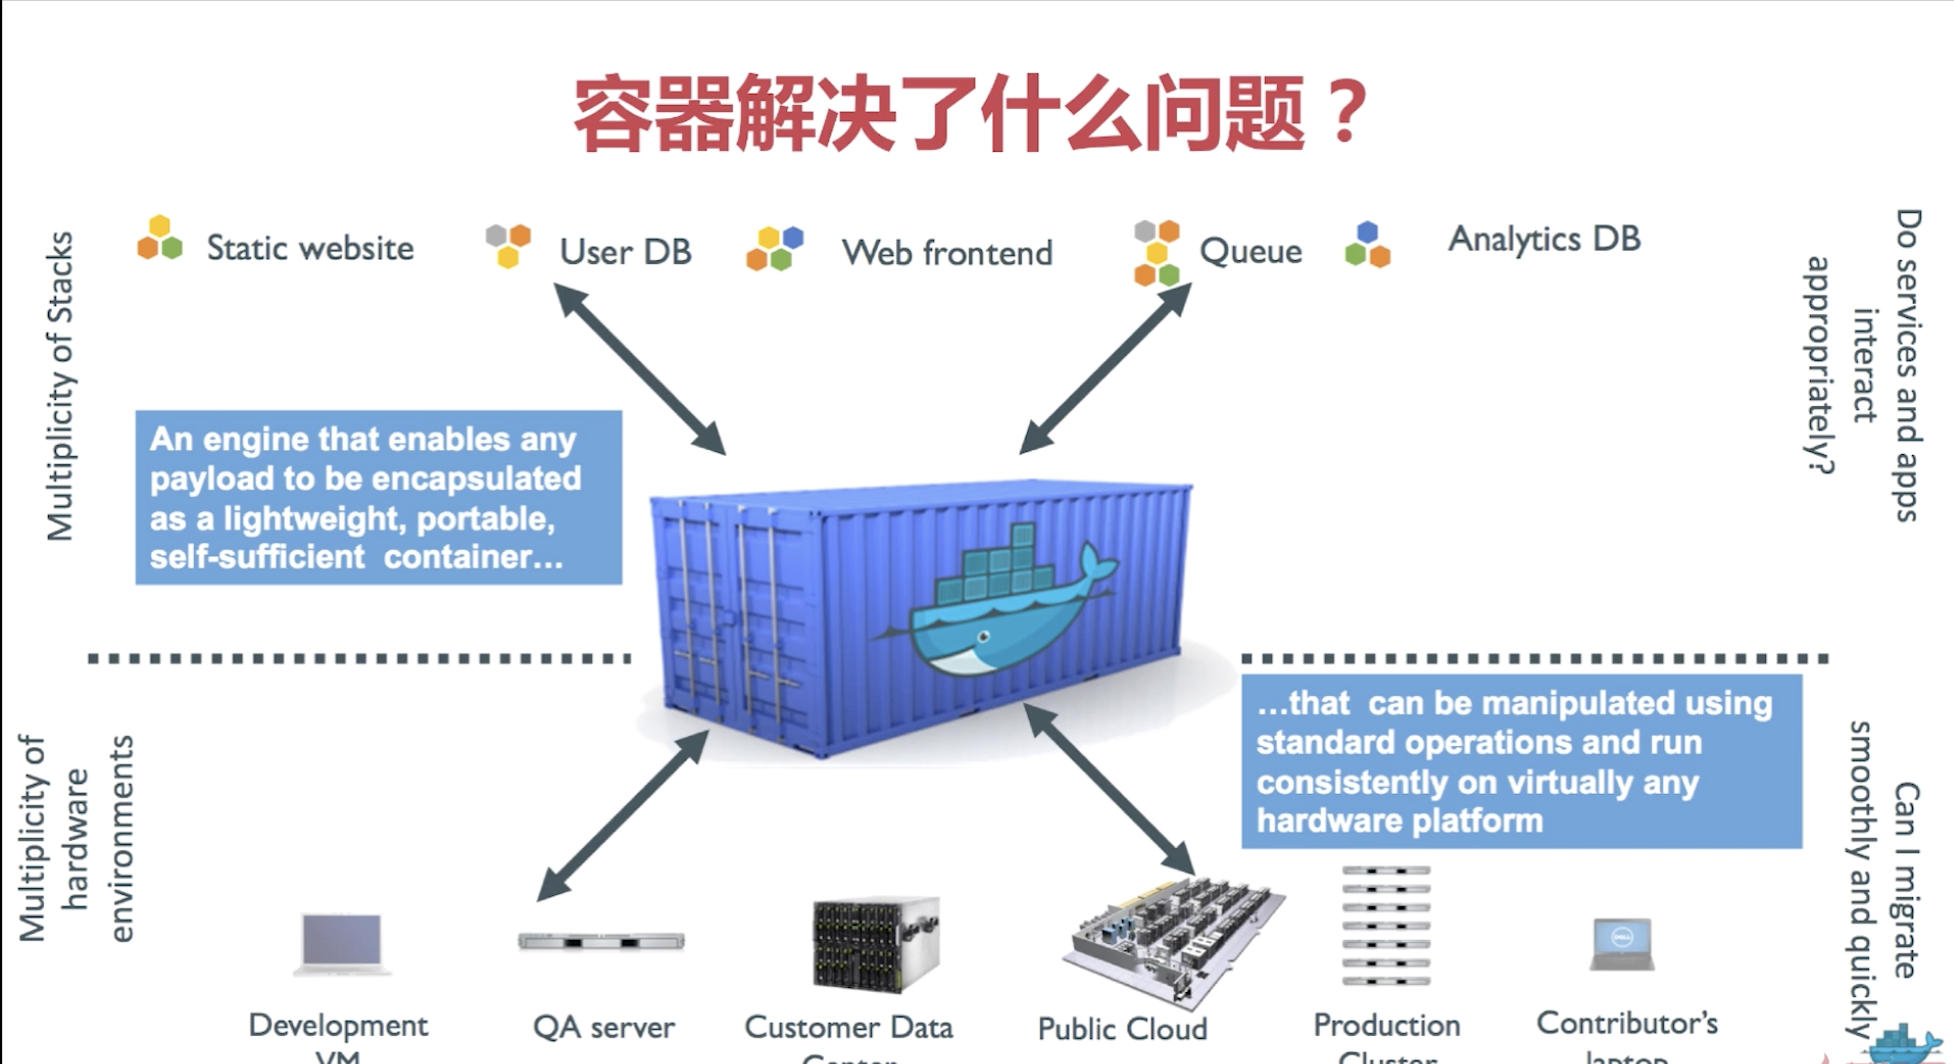 容器解决了什么问题？
Static website
User DB
Web frontend
Queue
Analytics DB
Multiplicity of Stacks
Do services and apps
interact
appropriately?
An engine that enables any
payload to be encapsulated
as a lightweight, portable,
self-sufficient container...
...that can be manipulated using
standard operations and run
consistently on virtually any
hardware platform
Multiplicity of
hardware
environments
Can I migrate
smoothly and quickly
DELL
Development
VM
QA server
Customer Data
Center
Public Cloud
Production
Cluster
Contributor's
laptop